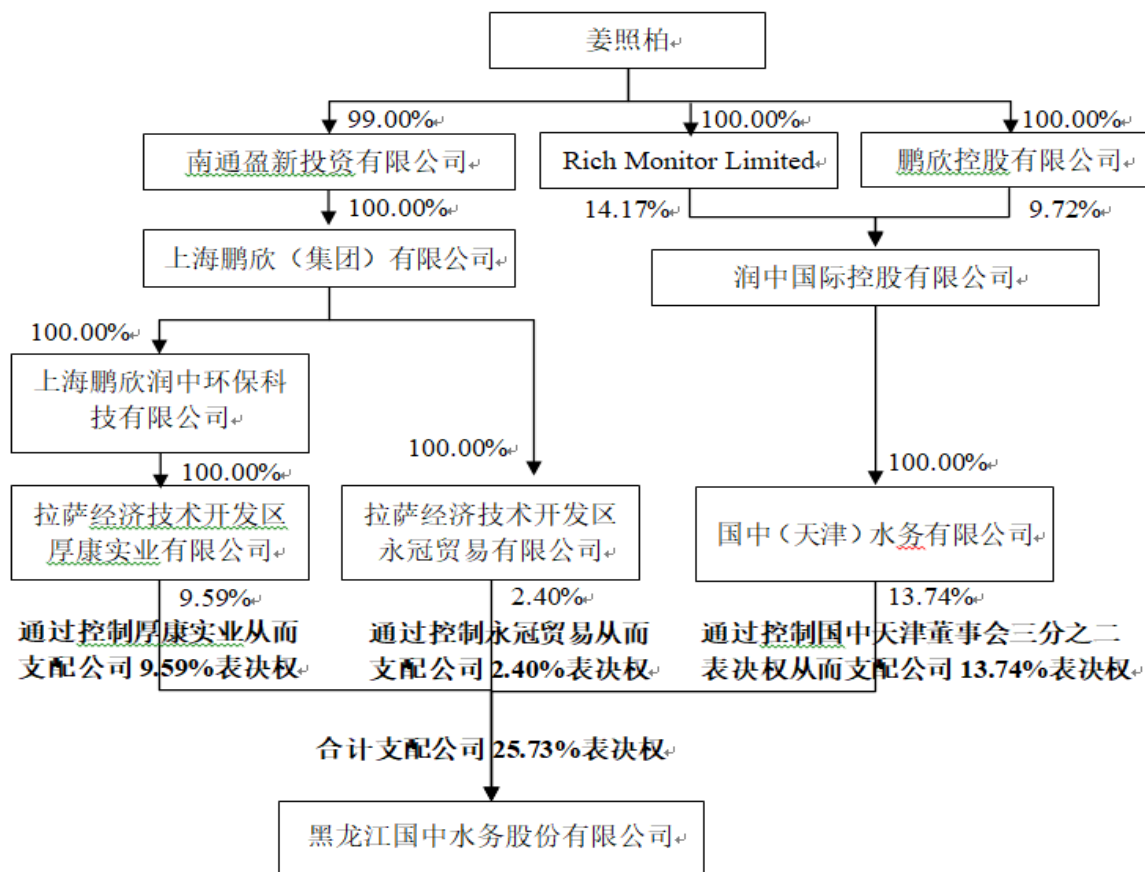 姜照柏
99.00%
100.00%
100.00%
南通盈新投资有限公司
Rich Monitor Limited
鹏欣控股有限公司
100.00%
14.17%
9.72%
上海鹏欣（集团）有限公司
润中国际控股有限公司
100.00%
上海鹏欣润中环保科
技有限公司
100.00%
100.00%
100.00%
拉萨经济技术开发区
厚康实业有限公司
拉萨经济技术开发区
永冠贸易有限公司
国中（天津）水务有限公司
9.59%
2.40%
13.74%
通过控制厚康实业从而
支配公司 9.59%表决权
通过控制永冠贸易从而
支配公司 2.40%表决权
通过控制国中天津董事会三分之二
表决权从而支配公司 13.74%表决权
合计支配公司 25.73%表决权
黑龙江国中水务股份有限公司